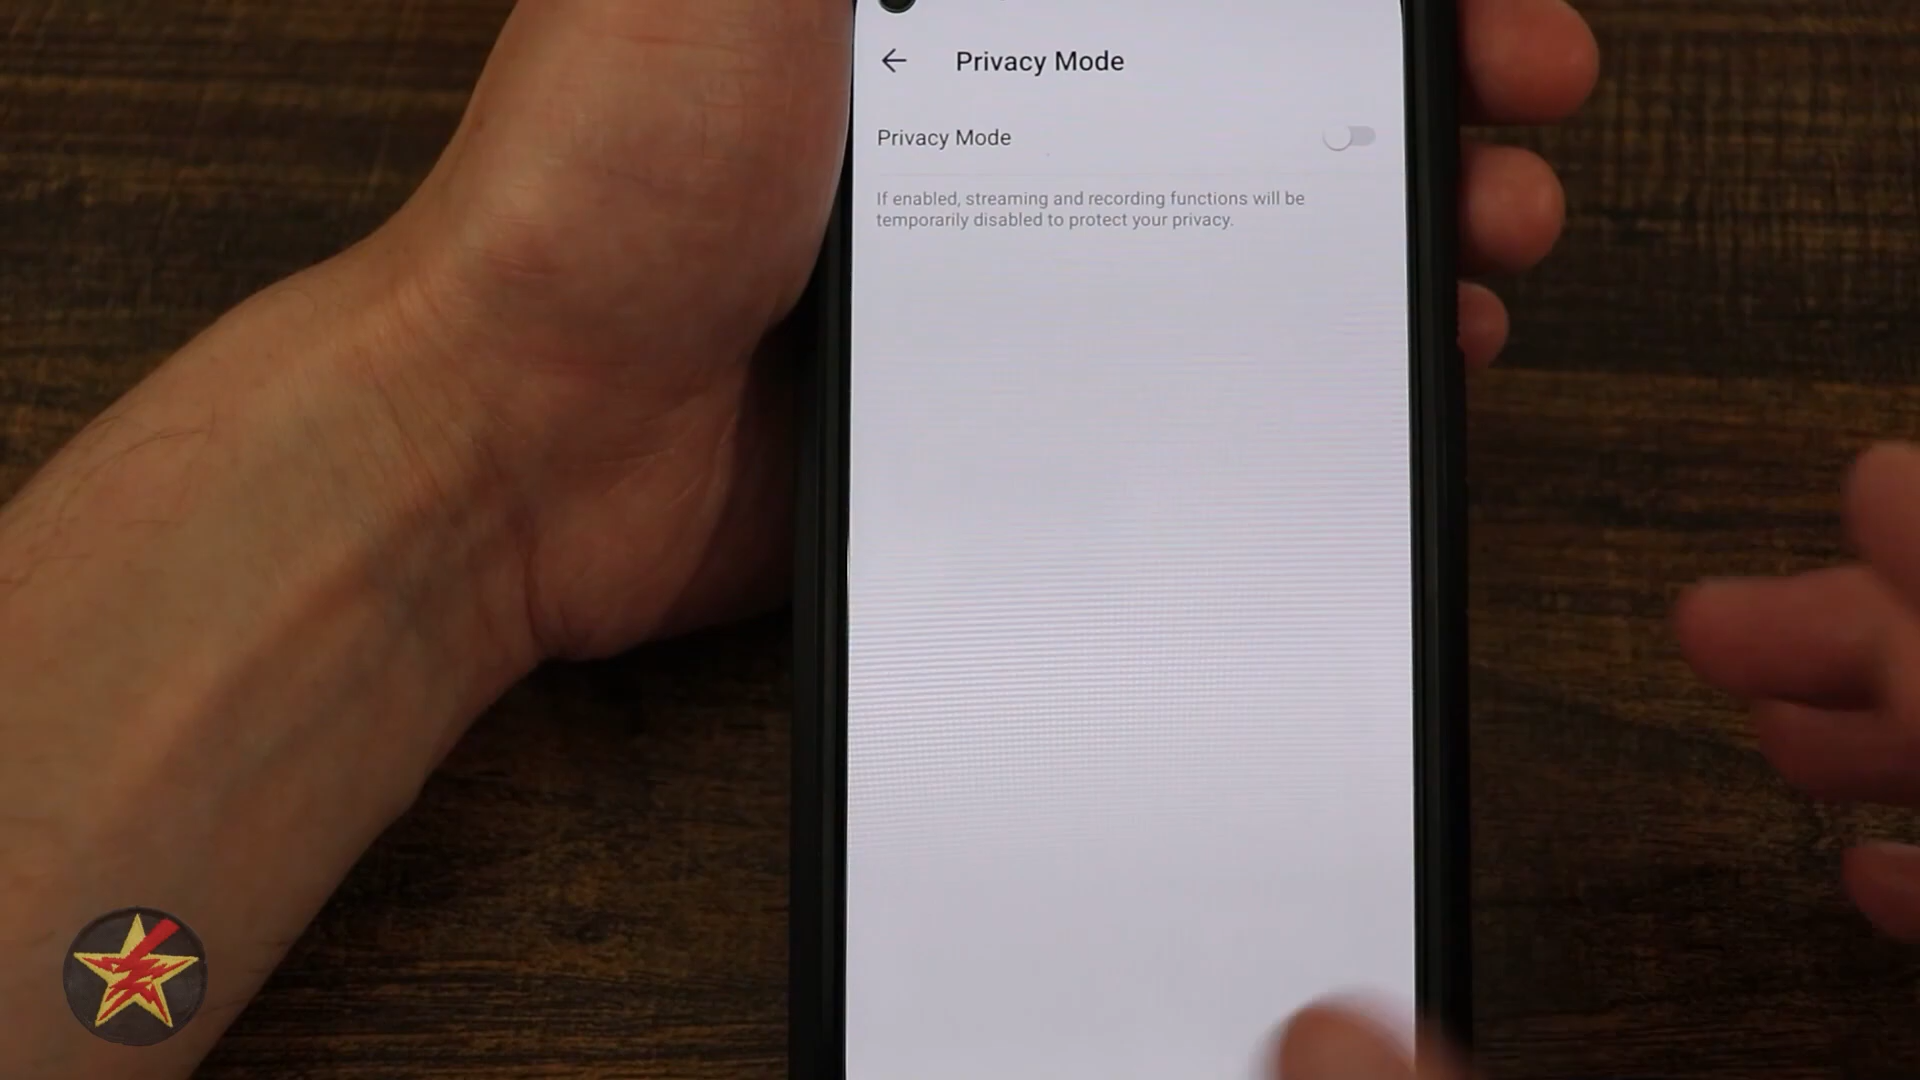 Privacy Mode
Privacy Mode
If enabled, streaming and recording functions will be
temporarily disabled to protect your privacy.